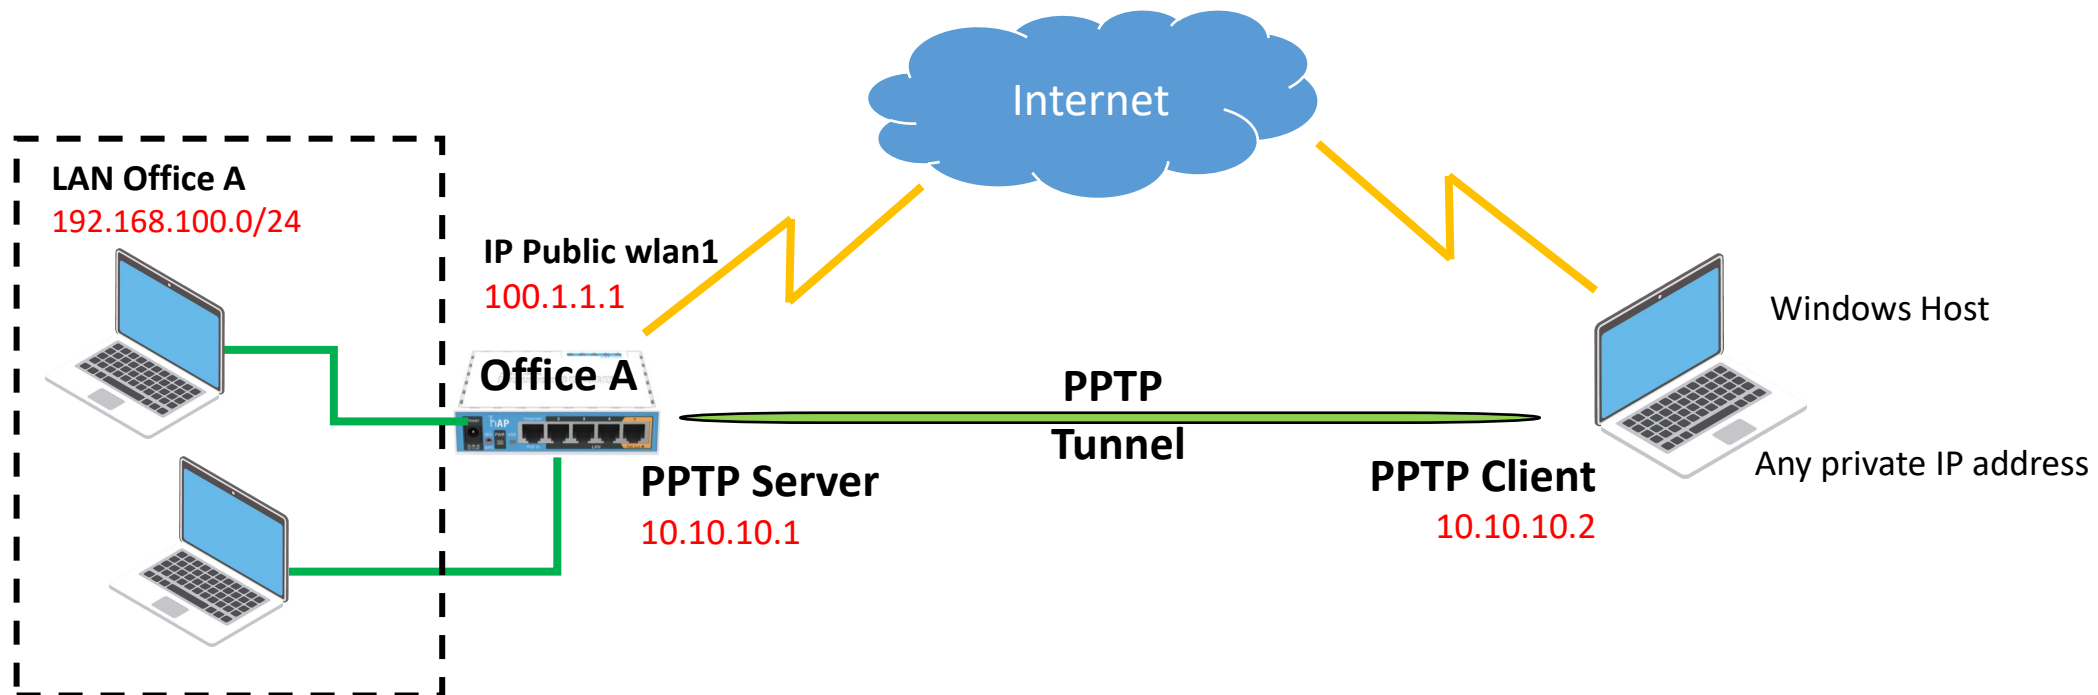 Internet
LAN Office A
192.168.100.0/24
IP Public wlan1
100.1.1.1
Windows Host
Office A
hAP
PPTP
Tunnel
PPTP Server
10.10.10.1
PPTP Client
10.10.10.2
Any private IP address